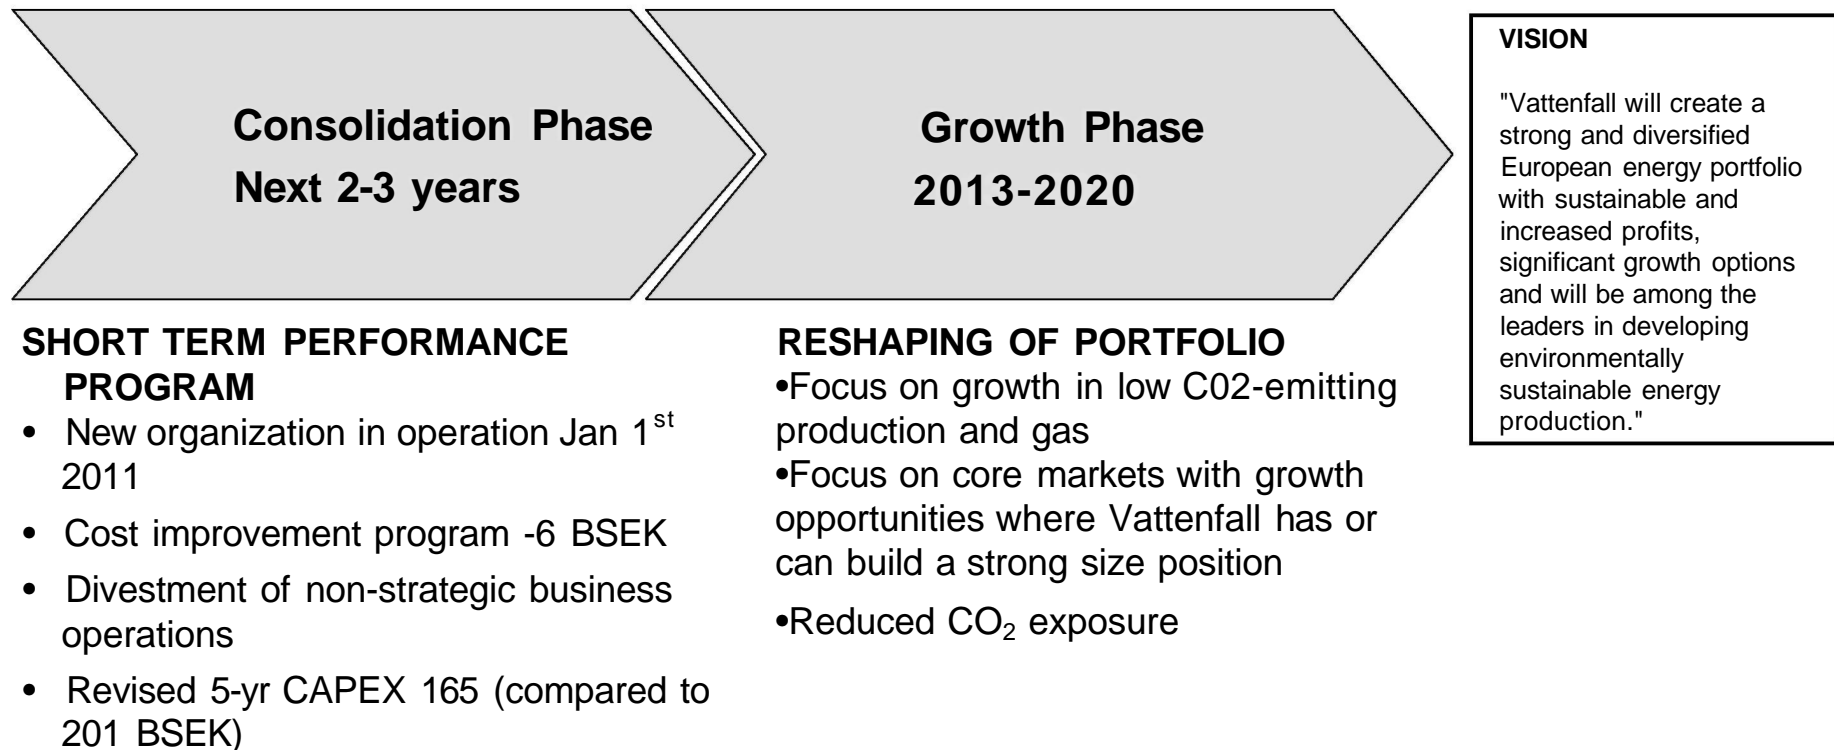 Consolidation Phase
Next 2-3 years
Growth Phase
2013-2020
VISION
"Vattenfall will create a
strong and diversified
European energy portfolio
with sustainable and
increased profits,
significant growth options
and will be among the
leaders in developing
environmentally
sustainable energy
production."
SHORT TERM PERFORMANCE
PROGRAM
• New organization in operation Jan 1st
2011
• Cost improvement program -6 BSEK
• Divestment of non-strategic business
operations
• Revised 5-yr CAPEX 165 (compared to
201 BSEK)
RESHAPING OF PORTFOLIO
•Focus on growth in low C02-emitting
production and gas
•Focus on core markets with growth
opportunities where Vattenfall has or
can build a strong size position
•Reduced CO2 exposure